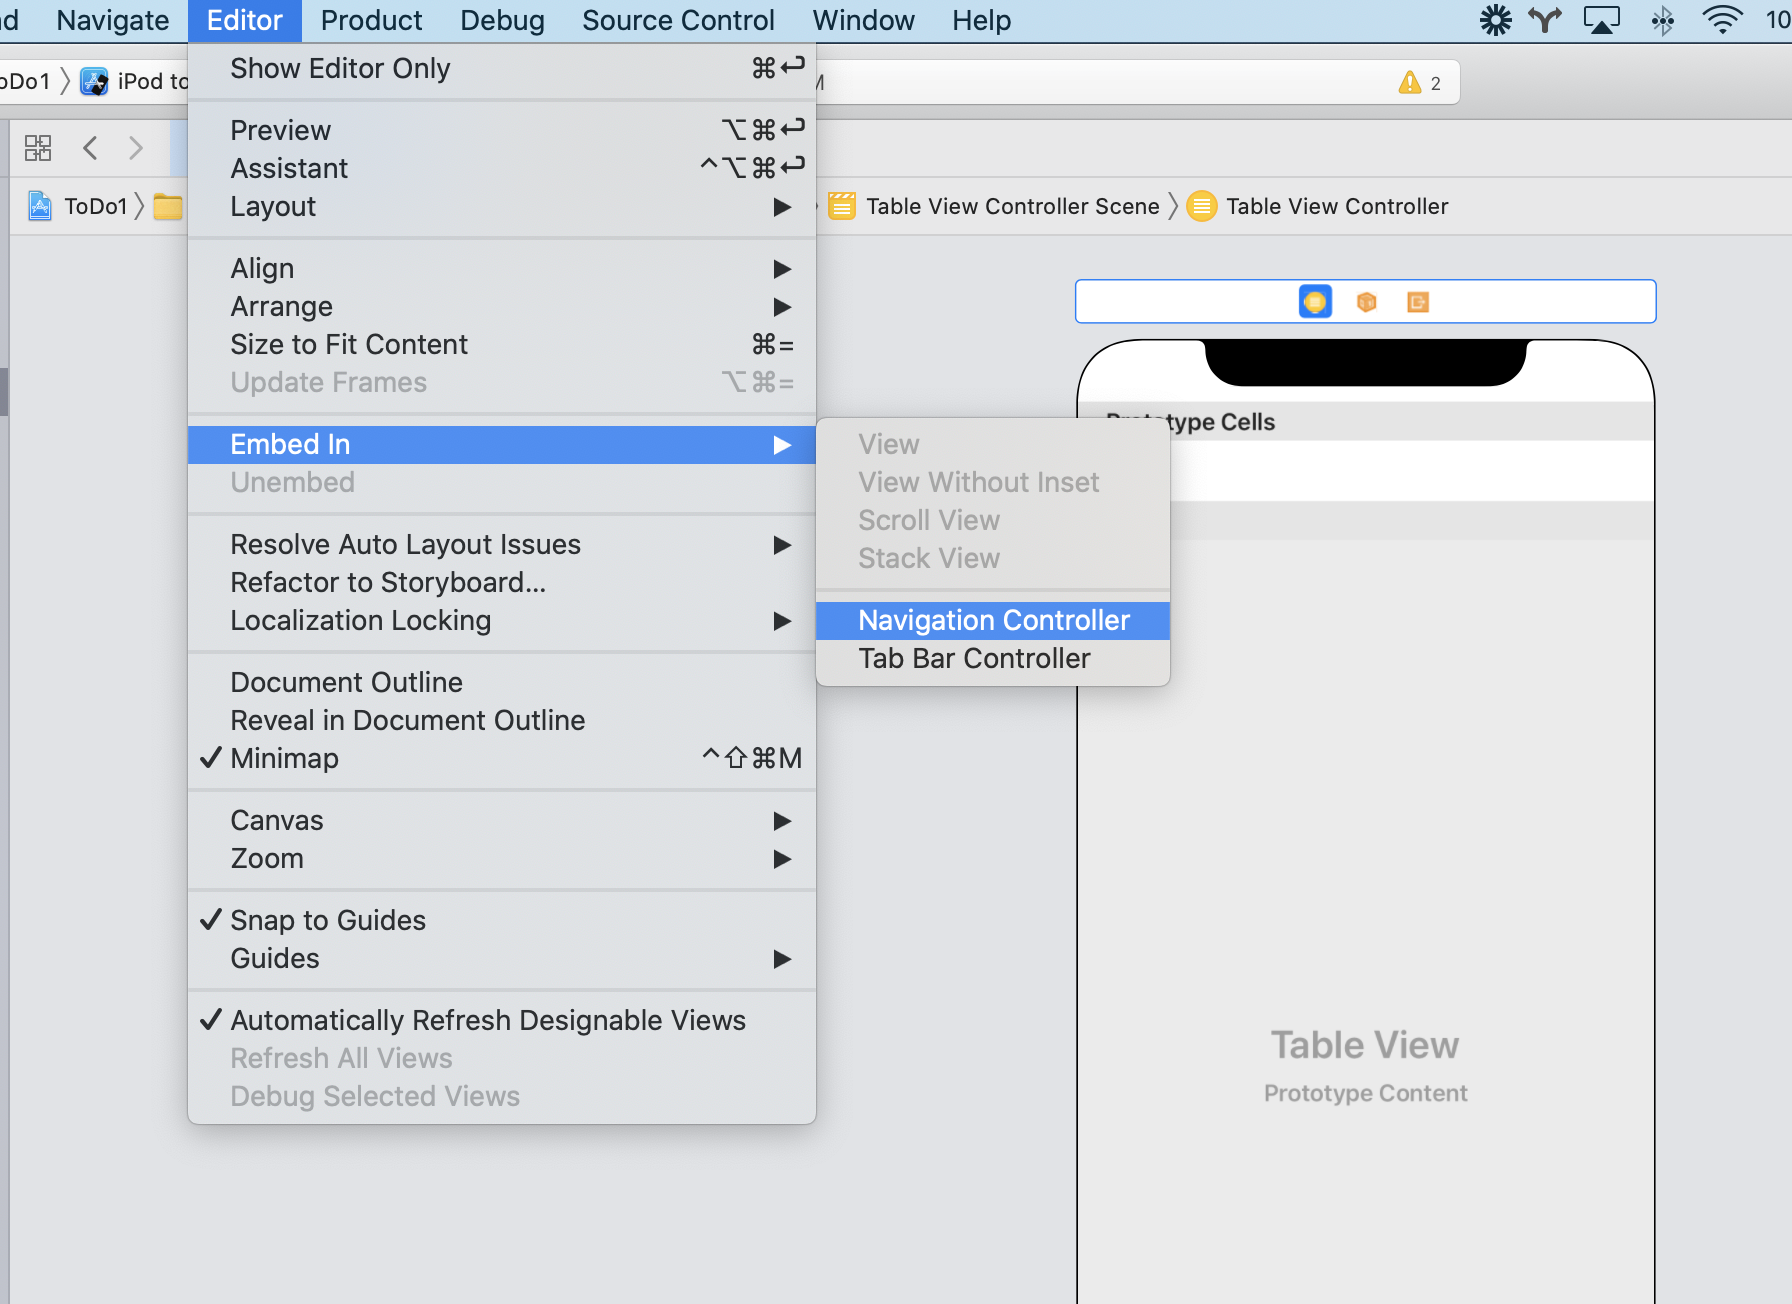 Navigate Editor Product Debug Source Control Window Help 10
oDo1 iPod to 2
Show Editor Only ⌘↩
Preview ⌥⌘↩
Assistant ^⌥⌘↩
Layout ▶
ToDo1 Table View Controller Scene Table View Controller
Align ▶
Arrange ▶
Size to Fit Content ⌘=
Update Frames ⌥⌘=
Embed In ▶
Unembed
Resolve Auto Layout Issues ▶
Refactor to Storyboard...
Localization Locking ▶
Document Outline
Reveal in Document Outline
✓ Minimap ^⇧⌘M
Canvas ▶
Zoom ▶
✓ Snap to Guides
Guides ▶
✓ Automatically Refresh Designable Views
Refresh All Views
Debug Selected Views
View
View Without Inset
Scroll View
Stack View
Navigation Controller
Tab Bar Controller
Prototype Cells
Table View
Prototype Content